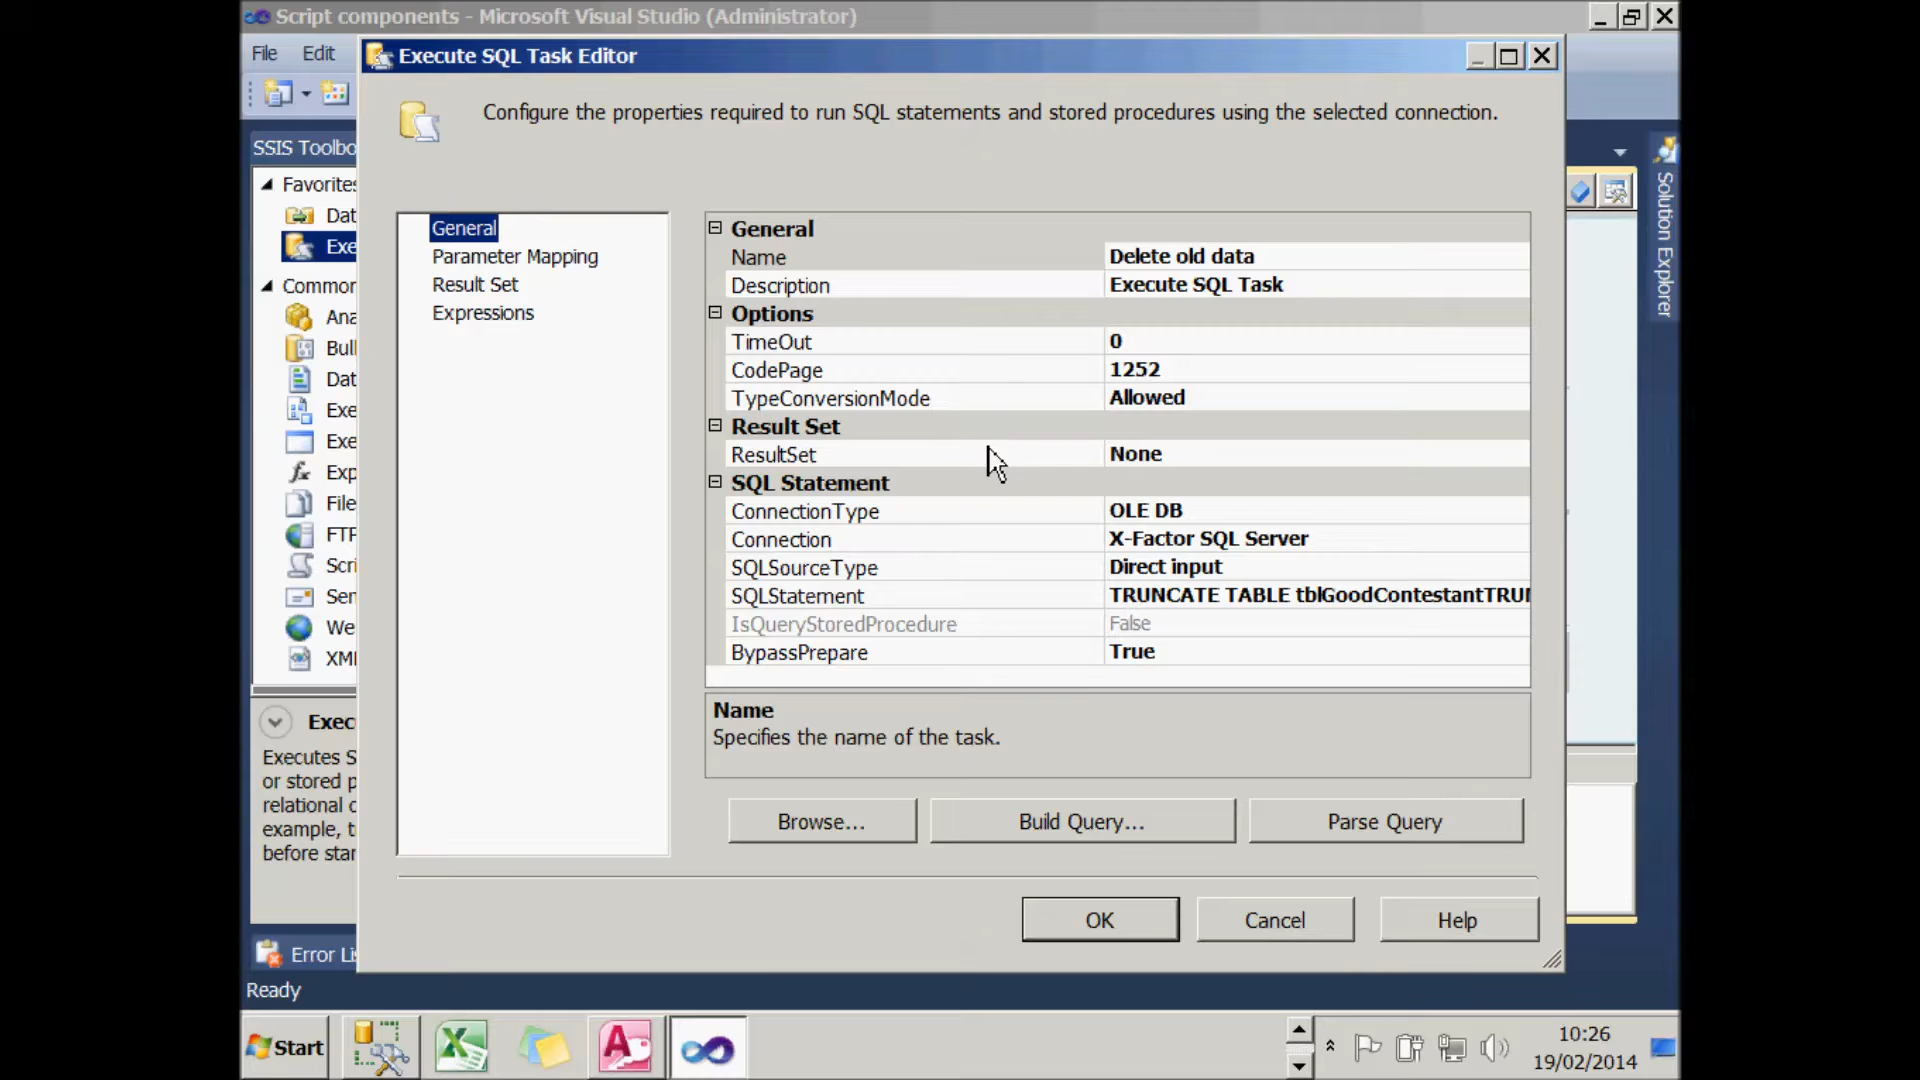 Script components - Microsoft Visual Studio (Administrator)
File Edit
Execute SQL Task Editor
Configure the properties required to run SQL statements and stored procedures using the selected connection.
SSIS Toolbo
Favorites
Dat
Exe
Commor
Ana
Bull
Dat
Exe
Exe
Exp
File
FTP
Scri
Sen
We
XML
General
Parameter Mapping
Result Set
Expressions
General
Name Delete old data
Description Execute SQL Task
Options
TimeOut 0
CodePage 1252
TypeConversionMode Allowed
Result Set
ResultSet None
SQL Statement
ConnectionType OLE DB
Connection X-Factor SQL Server
SQLSourceType Direct input
SQLStatement TRUNCATE TABLE tblGoodContestantTRUN
IsQueryStoredProcedure False
BypassPrepare True
Name
Specifies the name of the task.
Browse... Build Query... Parse Query
OK Cancel Help
Solution Explorer
Exec
Executes S
or stored p
relational c
example, t
before star
Error Lis
Ready
Start
10:26
19/02/2014